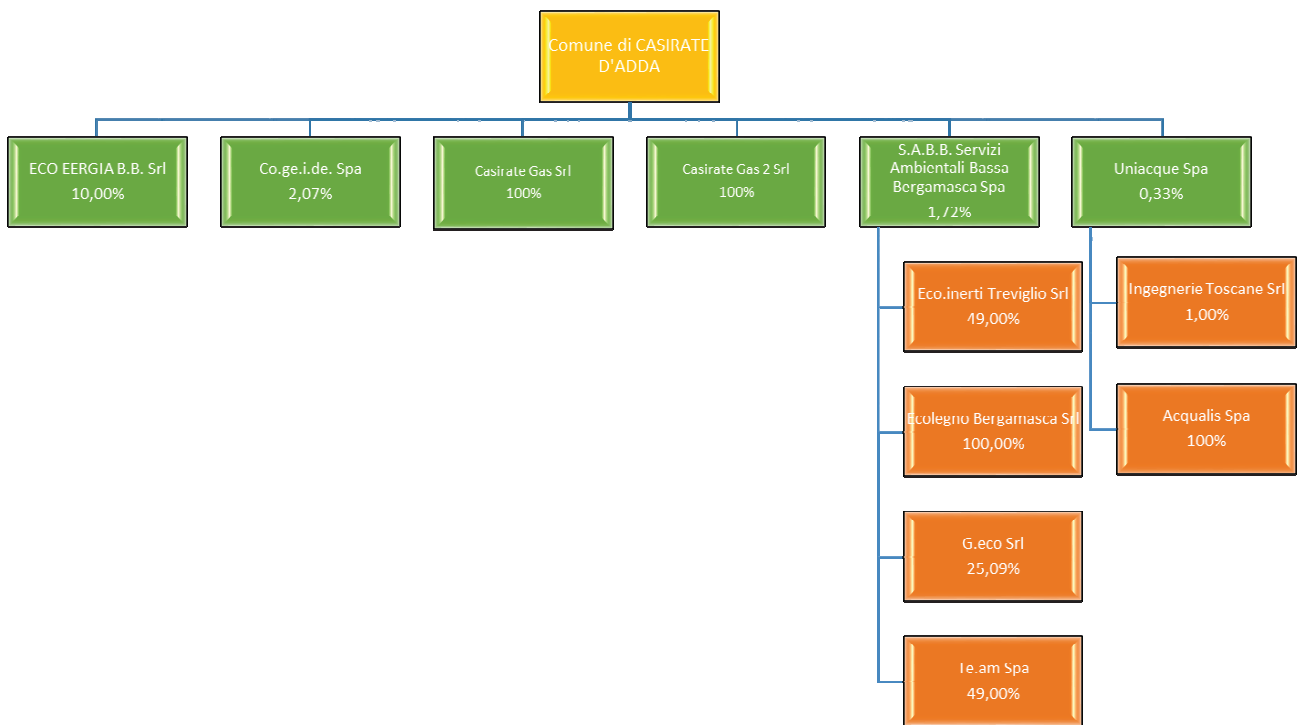 Comune di CASIRATE
D'ADDA
ECO EERGIA B.B. Srl
10,00%
Co.ge.i.de. Spa
2,07%
Casirate Gas Srl
100%
Casirate Gas 2 Srl
100%
S.A.B.B. Servizi
Ambientali Bassa
Bergamasca Spa
1,72%
Uniacque Spa
0,33%
Eco.inerti Treviglio Srl
49,00%
Ecolegno Bergamasca Srl
100,00%
G.eco Srl
25,09%
Te.am Spa
49,00%
Ingegnerie Toscane Srl
1,00%
Acqualis Spa
100%